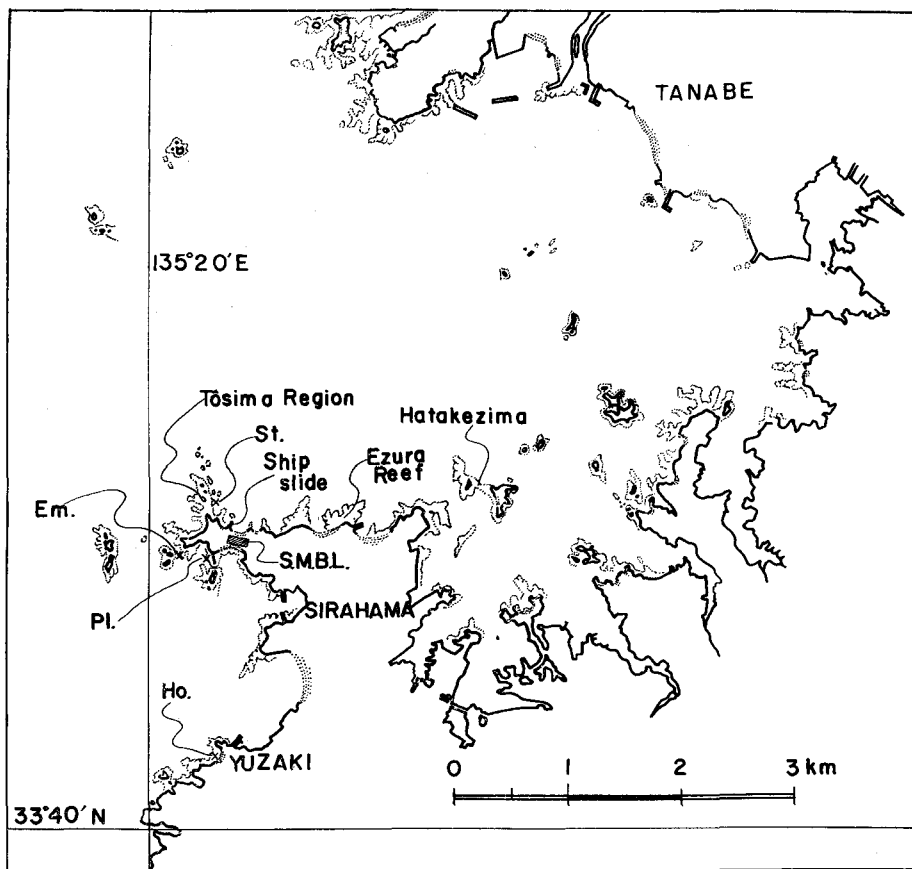 TANABE
135°20'E
Tôsima Region
St.
Ship
slide
Ezura
Reef
Hatakezima
Em.
S.M.B.L.
Pl.
SIRAHAMA
Ho.
YUZAKI
0 1 2 3 km
33°40'N